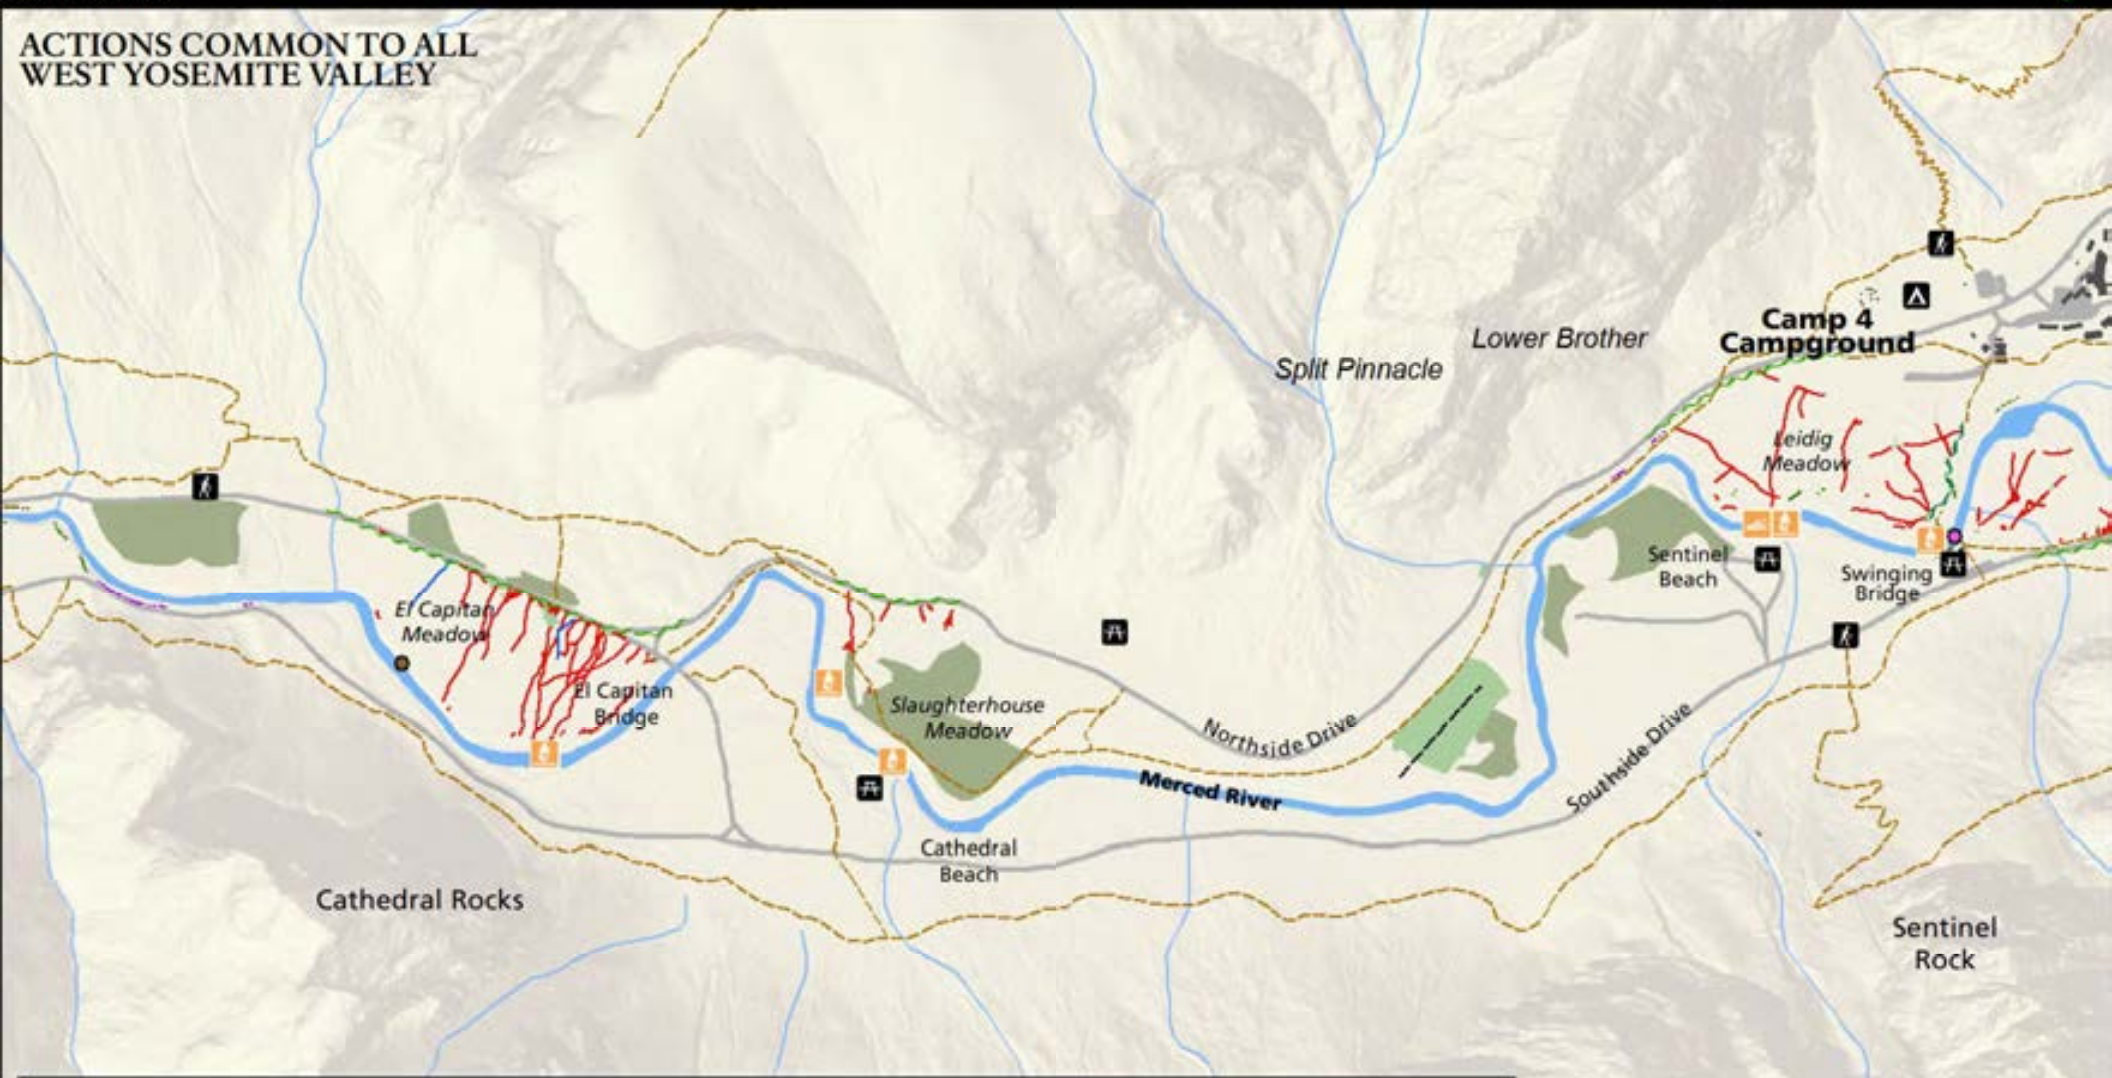 ACTIONS COMMON TO ALL
WEST YOSEMITE VALLEY
Lower Brother
Split Pinnacle
Camp 4
Campground
Leidig
Meadow
Sentinel
Beach
Swinging
Bridge
El Capitan
Meadow
El Capitan
Bridge
Slaughterhouse
Meadow
Northside Drive
Southside Drive
Merced River
Cathedral
Beach
Cathedral Rocks
Sentinel
Rock